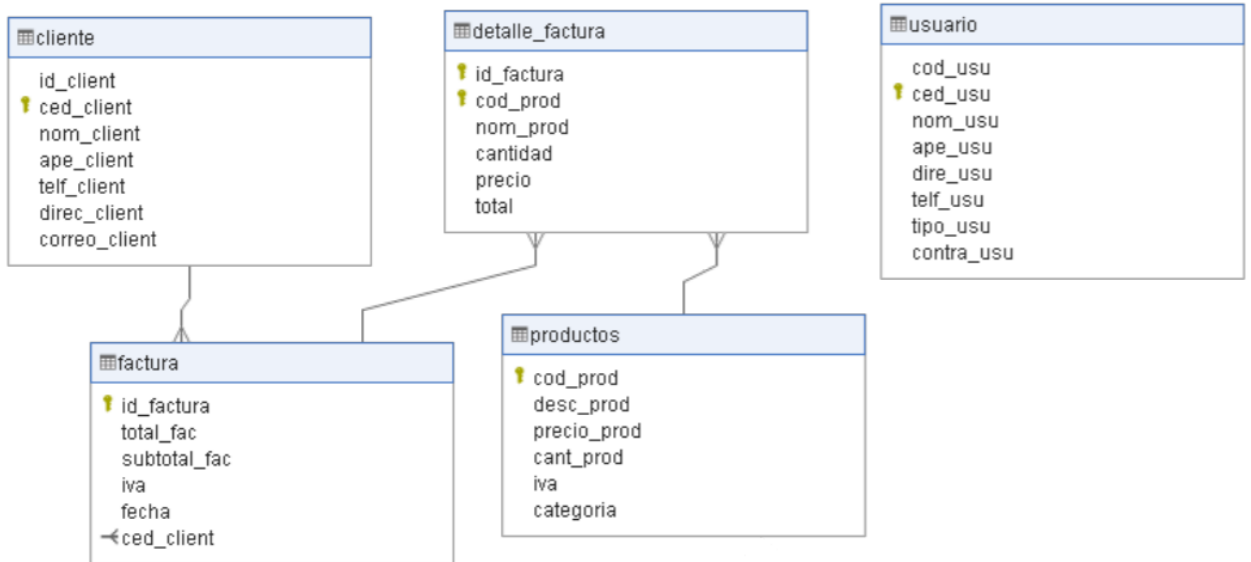 cliente
id_client
ced_client
nom_client
ape_client
telf_client
direc_client
correo_client
detalle_factura
id_factura
cod_prod
nom_prod
cantidad
precio
total
usuario
cod_usu
ced_usu
nom_usu
ape_usu
dire_usu
telf_usu
tipo_usu
contra_usu
factura
id_factura
total_fac
subtotal_fac
iva
fecha
ced_client
productos
cod_prod
desc_prod
precio_prod
cant_prod
iva
categoria